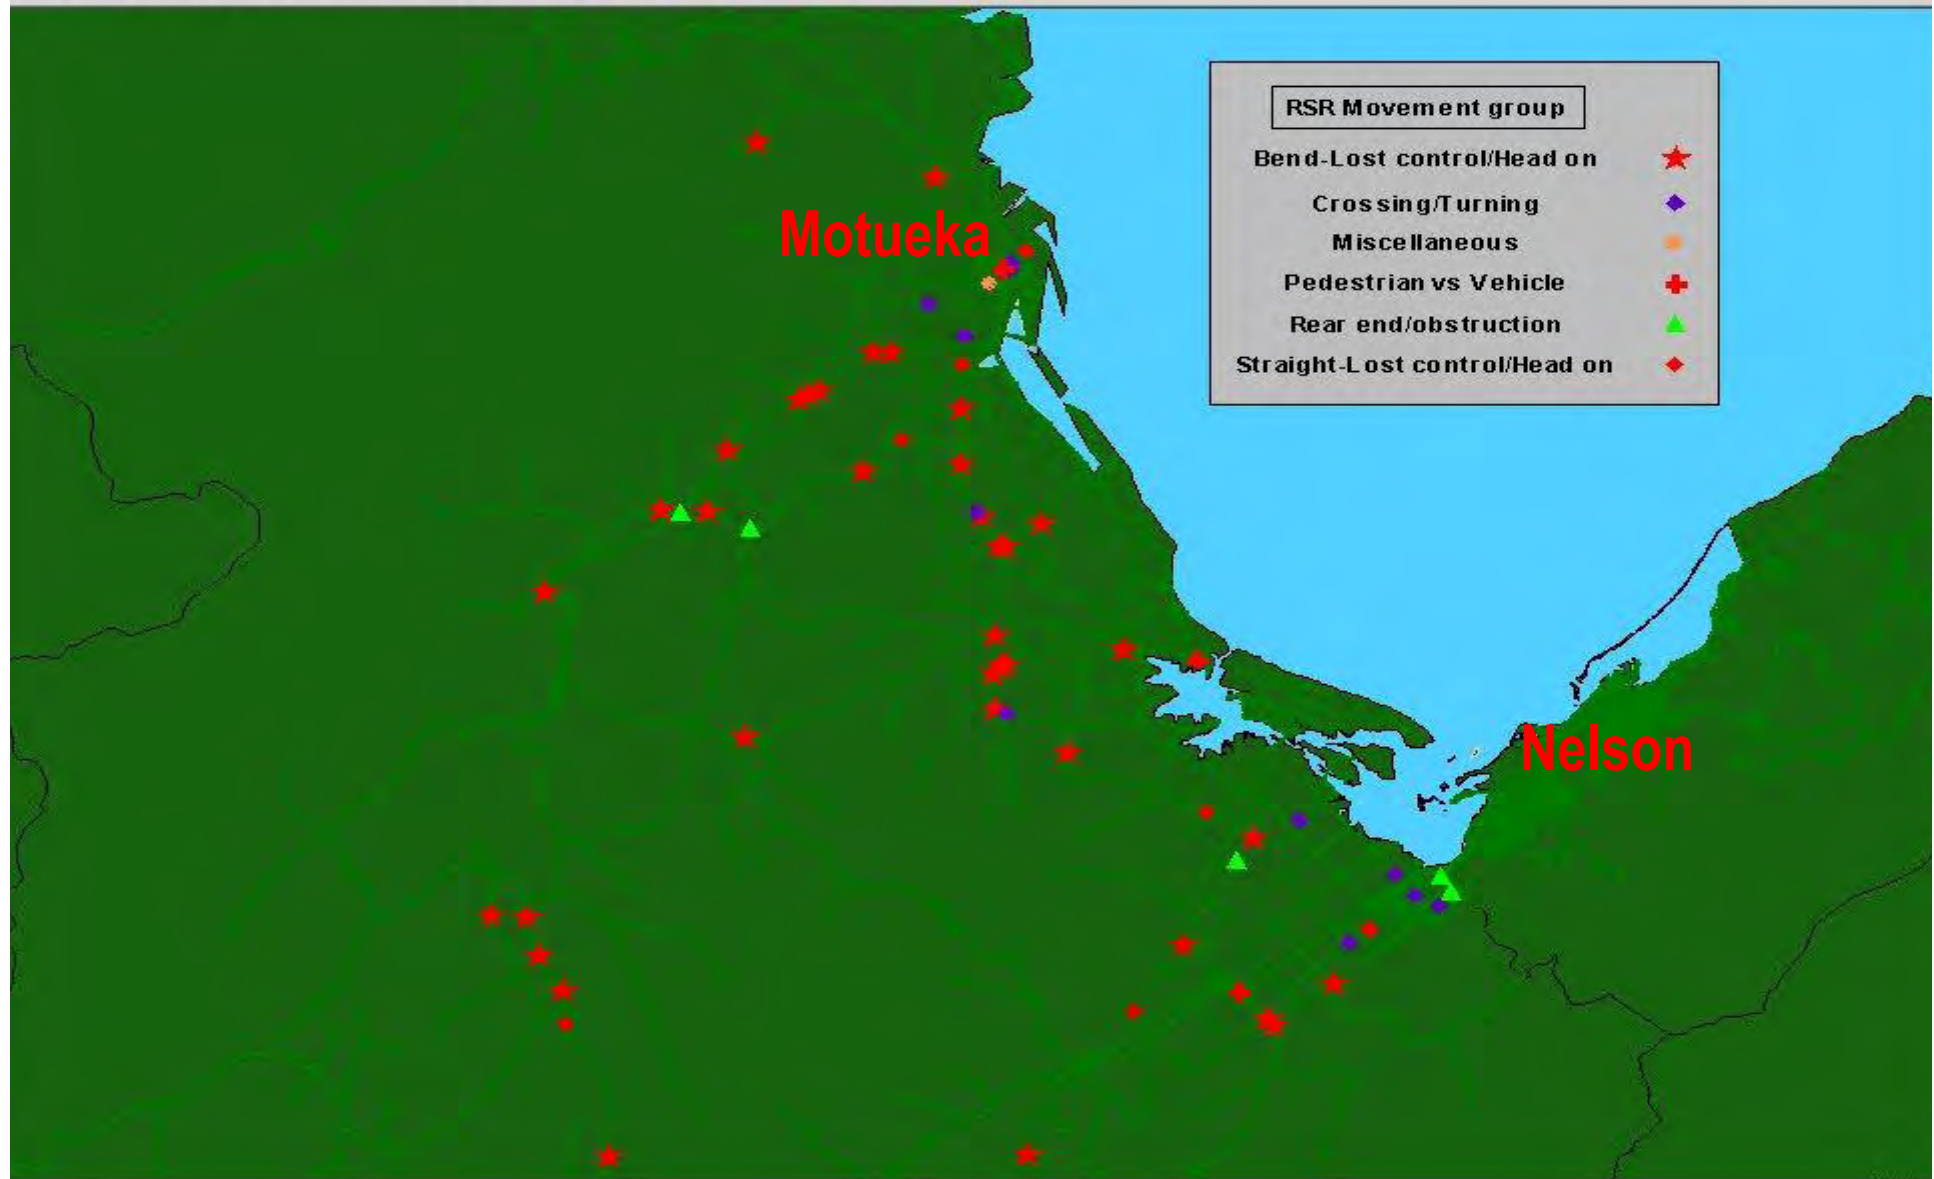 RSR Movement group
Bend-Lost control/Head on
Crossing/Turning
Miscellaneous
Pedestrian vs Vehicle
Rear end/obstruction
Straight-Lost control/Head on
Motueka
Nelson